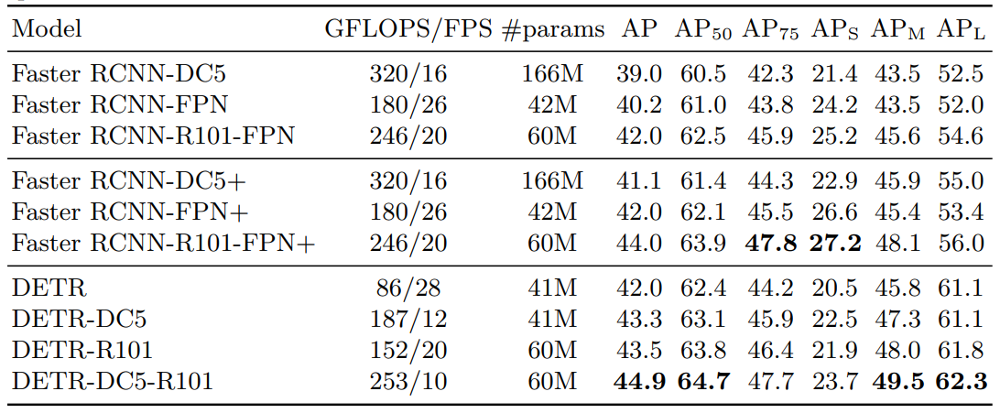 Model GFLOPS/FPS #params AP AP50 AP75 APS APM APL
Faster RCNN-DC5 320/16 166M 39.0 60.5 42.3 21.4 43.5 52.5
Faster RCNN-FPN 180/26 42M 40.2 61.0 43.8 24.2 43.5 52.0
Faster RCNN-R101-FPN 246/20 60M 42.0 62.5 45.9 25.2 45.6 54.6
Faster RCNN-DC5+ 320/16 166M 41.1 61.4 44.3 22.9 45.9 55.0
Faster RCNN-FPN+ 180/26 42M 42.0 62.1 45.5 26.6 45.4 53.4
Faster RCNN-R101-FPN+ 246/20 60M 44.0 63.9 47.8 27.2 48.1 56.0
DETR 86/28 41M 42.0 62.4 44.2 20.5 45.8 61.1
DETR-DC5 187/12 41M 43.3 63.1 45.9 22.5 47.3 61.1
DETR-R101 152/20 60M 43.5 63.8 46.4 21.9 48.0 61.8
DETR-DC5-R101 253/10 60M 44.9 64.7 47.7 23.7 49.5 62.3